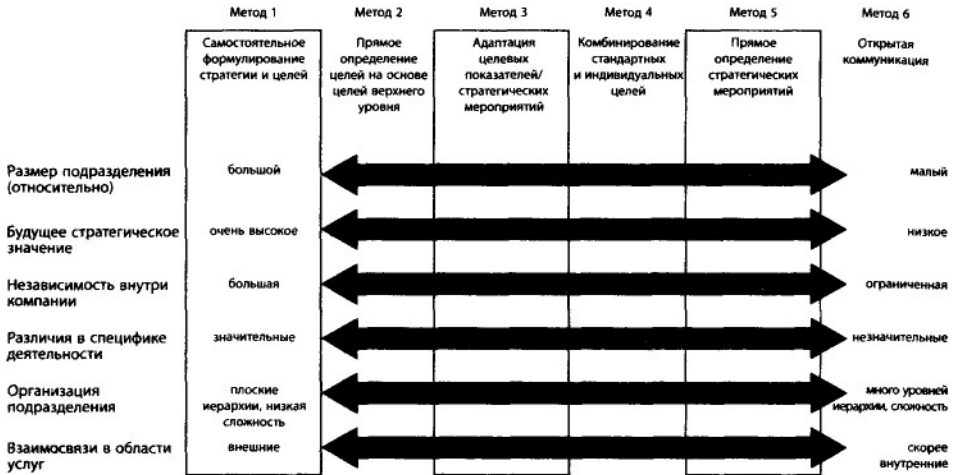 Метод 1 Метод 2 Метод 3 Метод 4 Метод 5 Метод 6
Самостоятельное
формулирование
стратегии и целей
Прямое
определение
целей на основе
целей верхнего
уровня
Адаптация
целевых
показателей/
стратегических
мероприятий
Комбинирование
стандартных
и индивидуальных
целей
Прямое
определение
стратегических
мероприятий
Открытая
коммуникация
Размер подразделения
(относительно)
большой
малый
Будущее стратегическое
значение
очень высокое
низкое
Независимость внутри
компании
большая
ограниченная
Различия в специфике
деятельности
значительные
незначительные
Организация
подразделения
плоские
иерархии, низкая
сложность
много уровней
иерархии, сложность
Взаимосвязи в области
услуг
внешние
скорее
внутренние